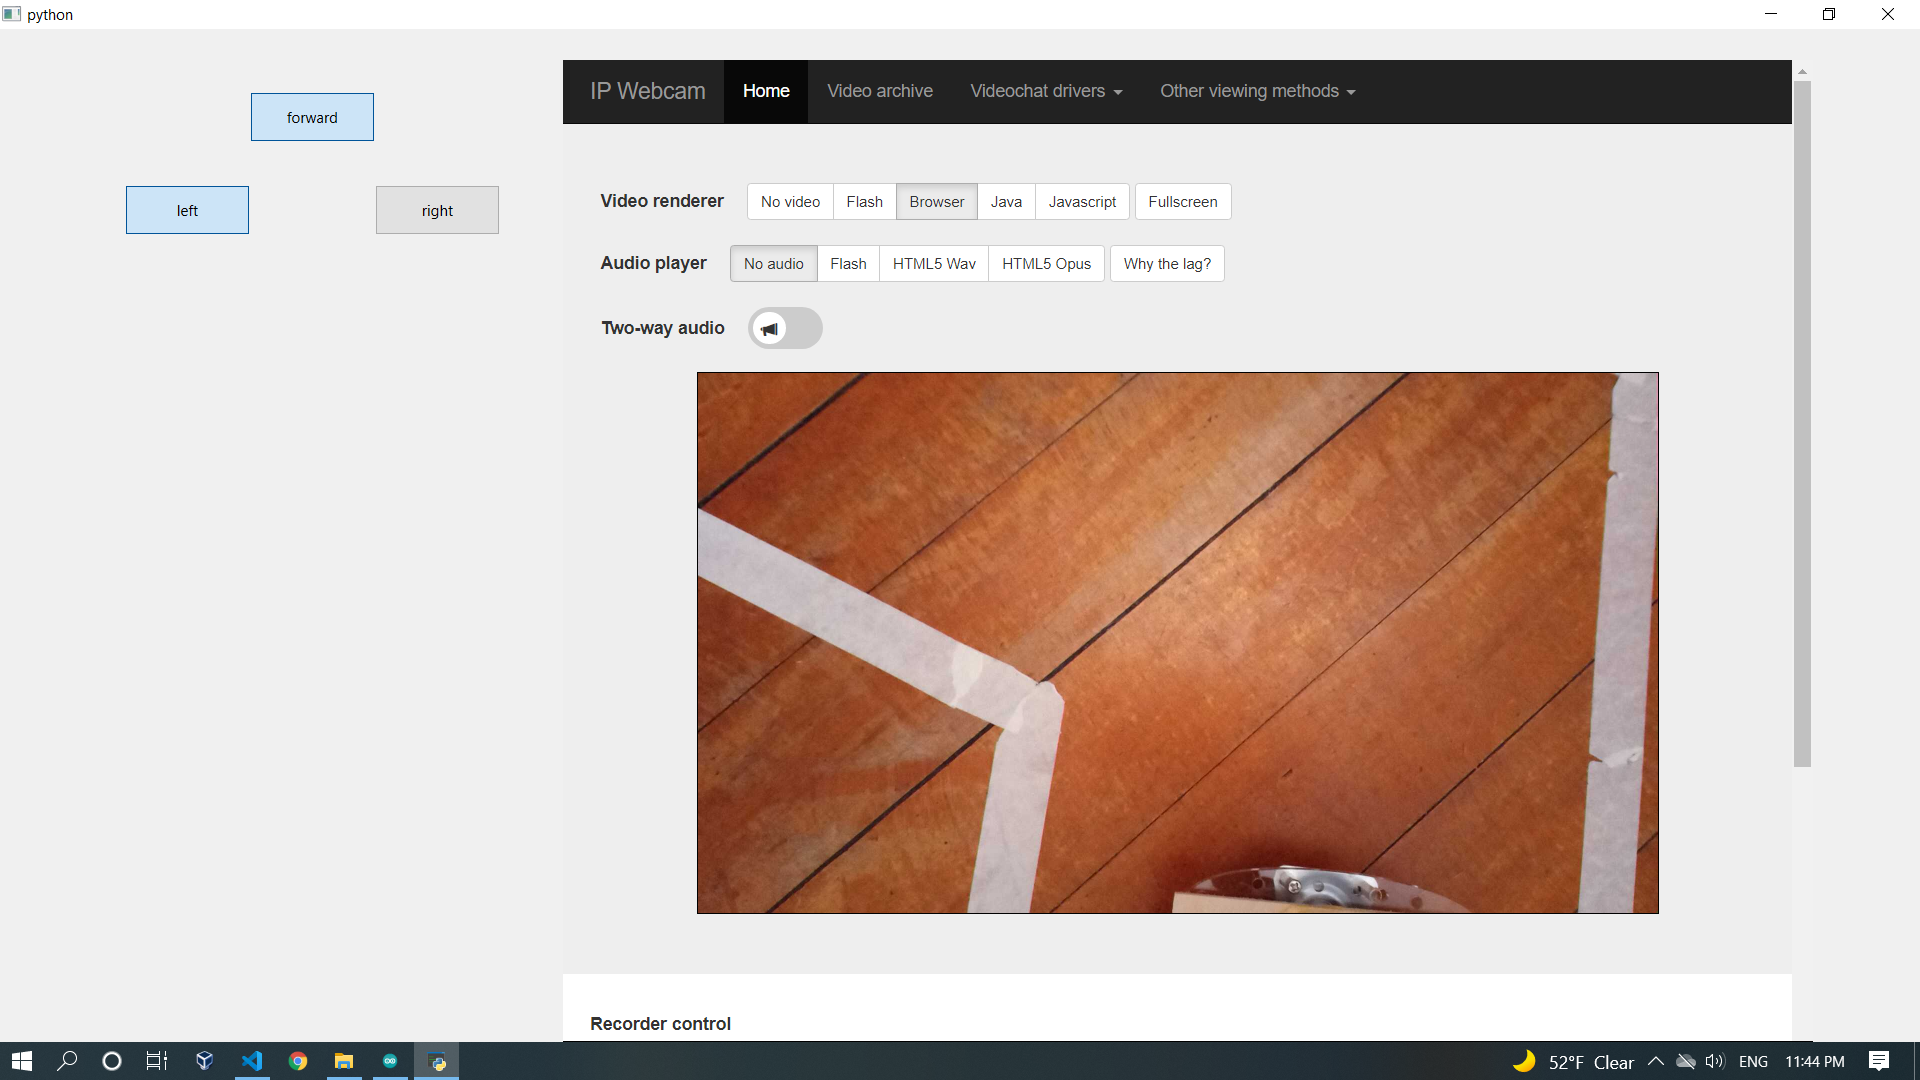 python
forward
left
right
IP Webcam Home Video archive Videochat drivers Other viewing methods
Video renderer No video Flash Browser Java Javascript Fullscreen
Audio player No audio Flash HTML5 Wav HTML5 Opus Why the lag?
Two-way audio
Recorder control
52°F Clear ENG 11:44 PM